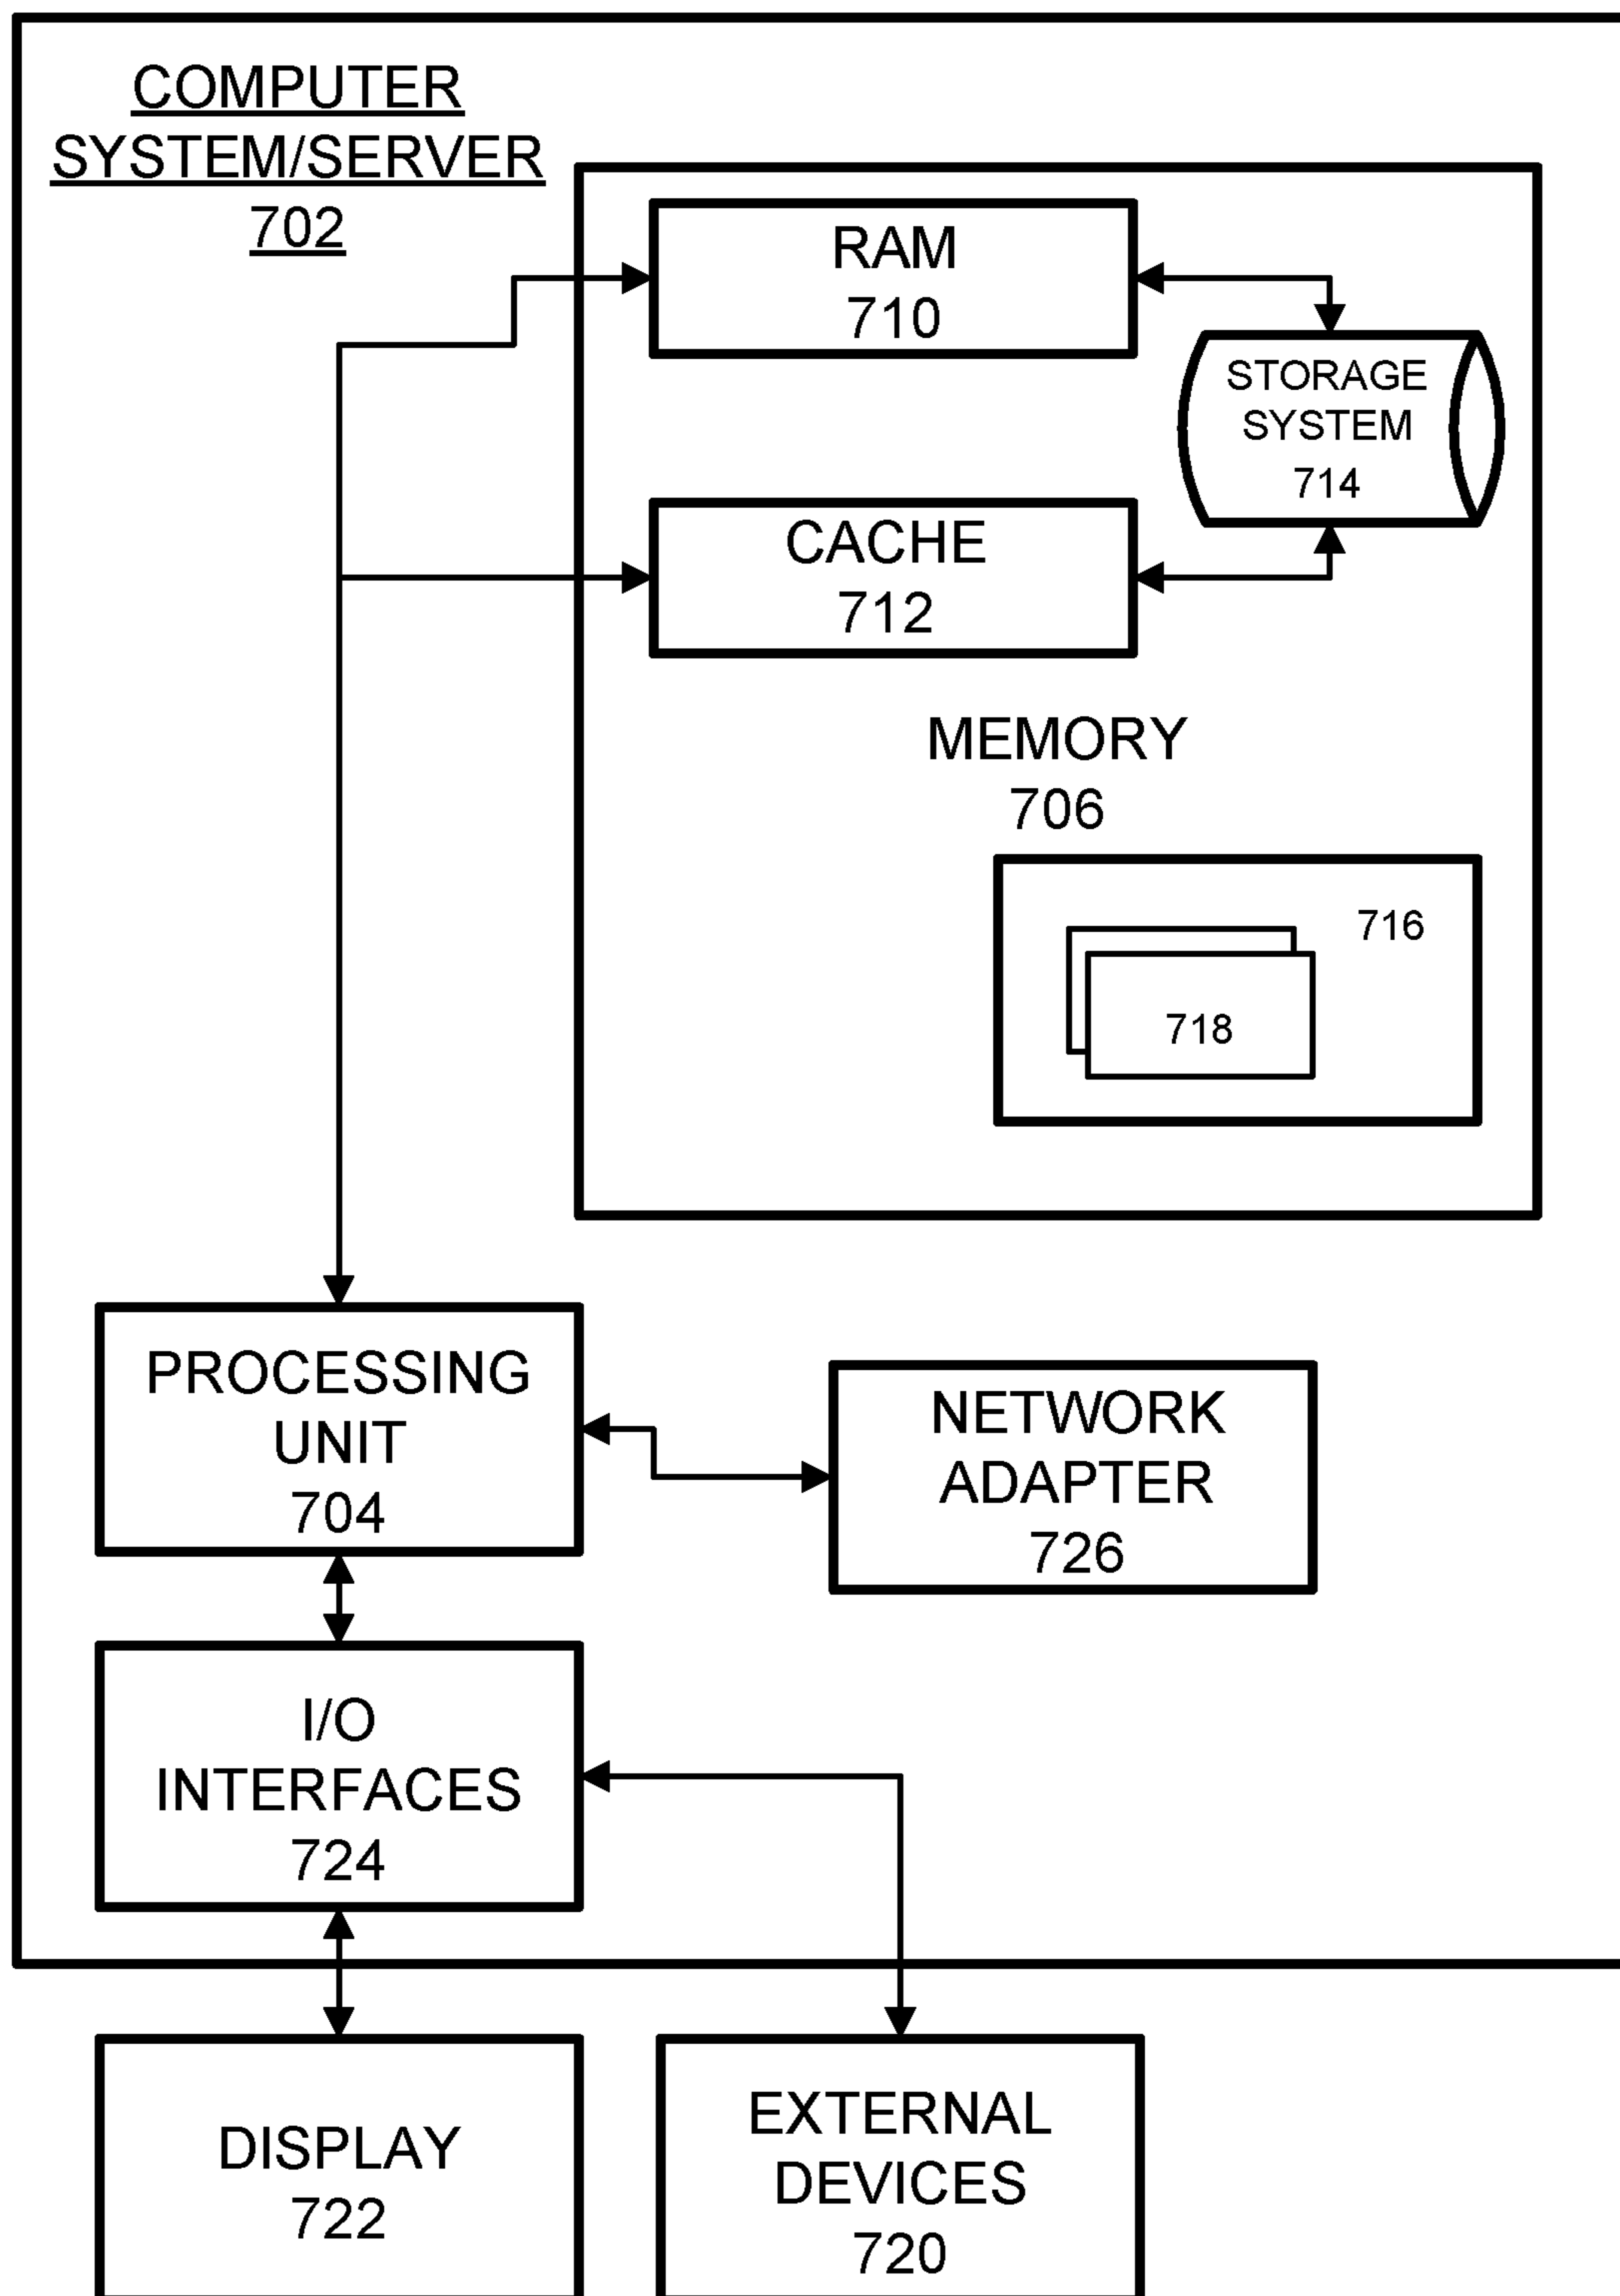 COMPUTER
SYSTEM/SERVER
702
RAM
710
STORAGE
SYSTEM
714
CACHE
712
MEMORY
706
716
718
PROCESSING
UNIT
704
NETWORK
ADAPTER
726
I/O
INTERFACES
724
DISPLAY
722
EXTERNAL
DEVICES
720